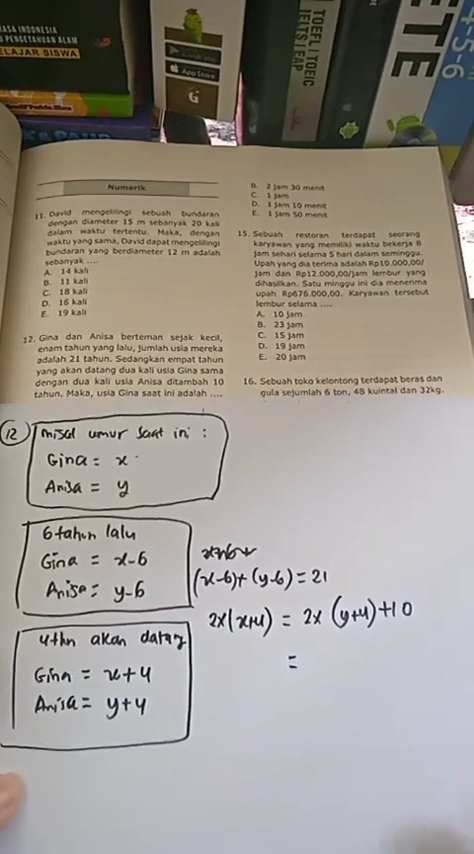 ASA INDONESIA
PENGETAHUAN ALAM
ELAJAR SISWA
App Store
G
TOEFL I TOEIC
IELTS I EAP
ETE
-5-6
Numerik
11. David mengelilingi sebuah bundaran
dengan diameter 15 m sebanyak 20 kali
dalam waktu tertentu. Maka, dengan
waktu yang sama, David dapat mengelilingi
bundaran yang berdiameter 12 m adalah
sebanyak ....
A. 14 kali
B. 11 kali
C. 18 kali
D. 16 kali
E. 19 kali
12. Gina dan Anisa berteman sejak kecil,
enam tahun yang lalu, jumlah usia mereka
adalah 21 tahun. Sedangkan empat tahun
yang akan datang dua kali usia Gina sama
dengan dua kali usia Anisa ditambah 10
tahun. Maka, usia Gina saat ini adalah ....
B. 2 jam 30 menit
C. 1 jam
D. 1 jam 10 menit
E. 1 jam 50 menit
15. Sebuah restoran terdapat seorang
karyawan yang memiliki waktu bekerja 8
jam sehari selama 5 hari dalam seminggu.
Upah yang dia terima adalah Rp10.000,00/
jam dan Rp12.000,00/jam lembur yang
dihasilkan. Satu minggu ini dia menerima
upah Rp676.000,00. Karyawan tersebut
lembur selama ....
A. 10 jam
B. 23 jam
C. 15 jam
D. 19 jam
E. 20 jam
16. Sebuah toko kelontong terdapat beras dan
gula sejumlah 6 ton, 48 kuintal dan 32kg.
12 misal umur saat ini :
Gina = x
Anisa = y
6 tahun lalu
Gina = x-6
Anisa = y-6
4 thn akan datang
Gina = x+4
Anisa = y+4
(x-6)+(y-6)=21
2x(x+4) = 2x (y+4)+10
=